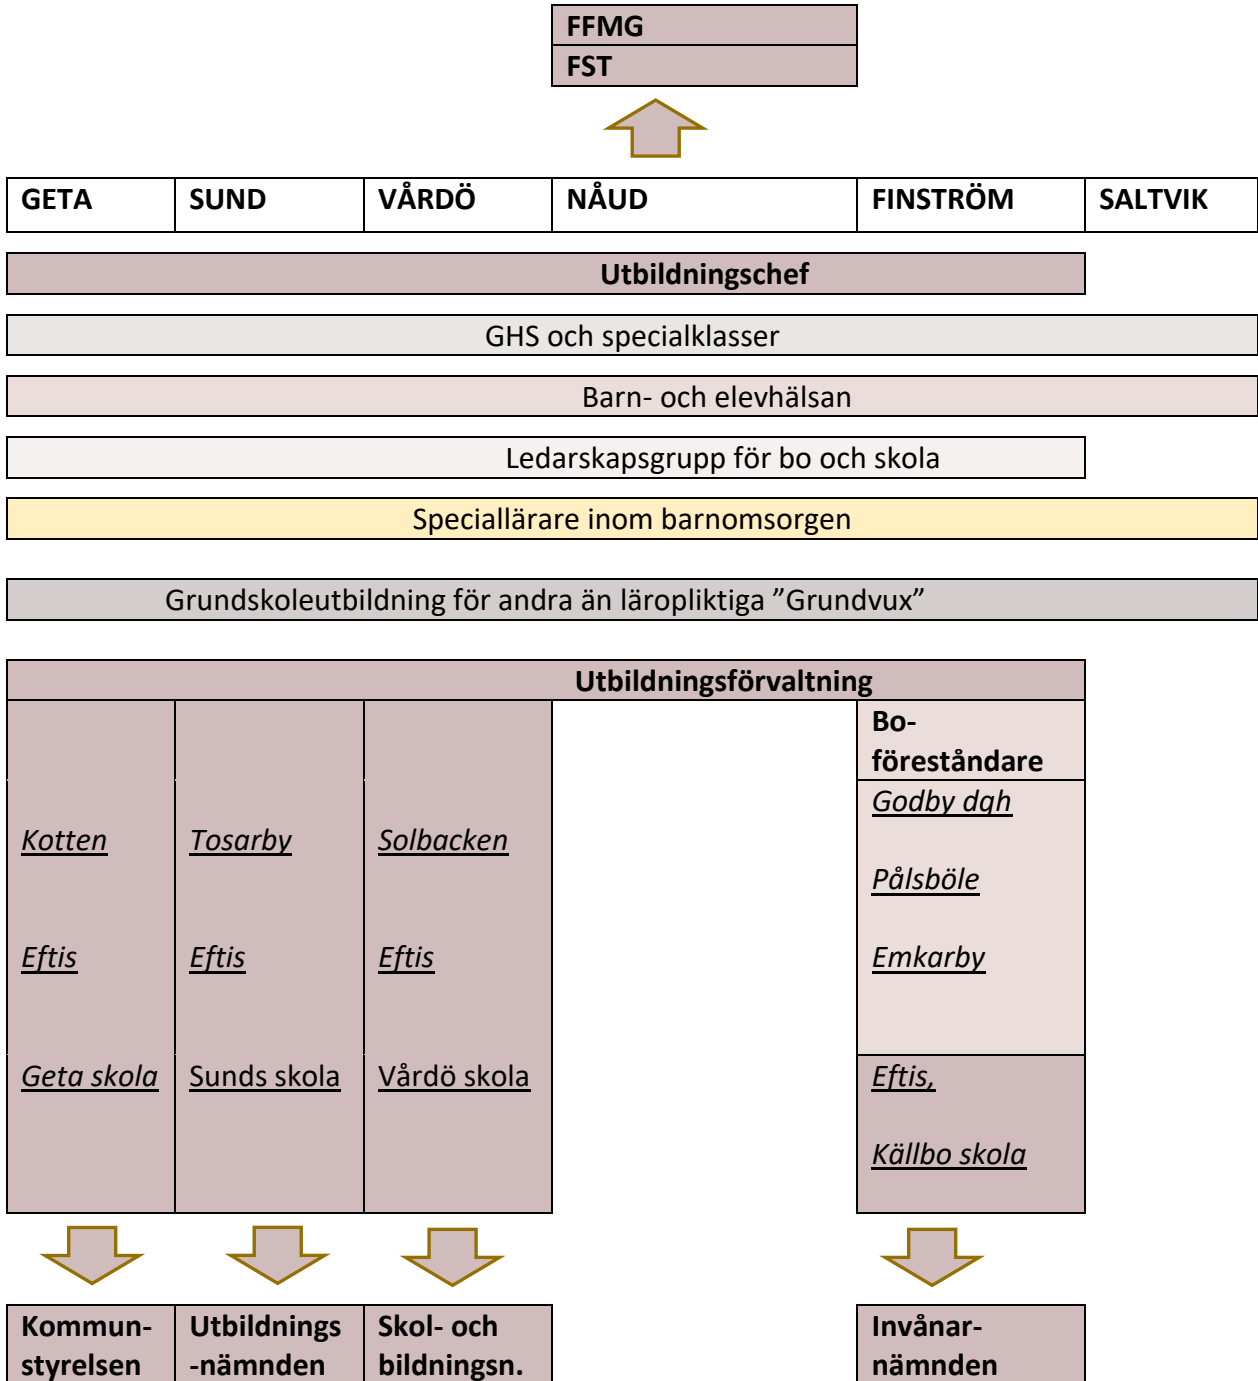 FFMG
FST
GETA SUND VÅRDÖ NÅUD FINSTRÖM SALTVIK
Utbildningschef
GHS och specialklasser
Barn- och elevhälsan
Ledarskapsgrupp för bo och skola
Speciallärare inom barnomsorgen
Grundskoleutbildning för andra än läropliktiga ”Grundvux”
Utbildningsförvaltning
Bo-
föreståndare
Godby dgh
Kotten Tosarby Solbacken
Pålsböle
Eftis Eftis Eftis Emkarby
Geta skola Sunds skola Vårdö skola Eftis,
Källbo skola
Kommun- Utbildnings Skol- och Invånar-
styrelsen -nämnden bildningsn. nämnden